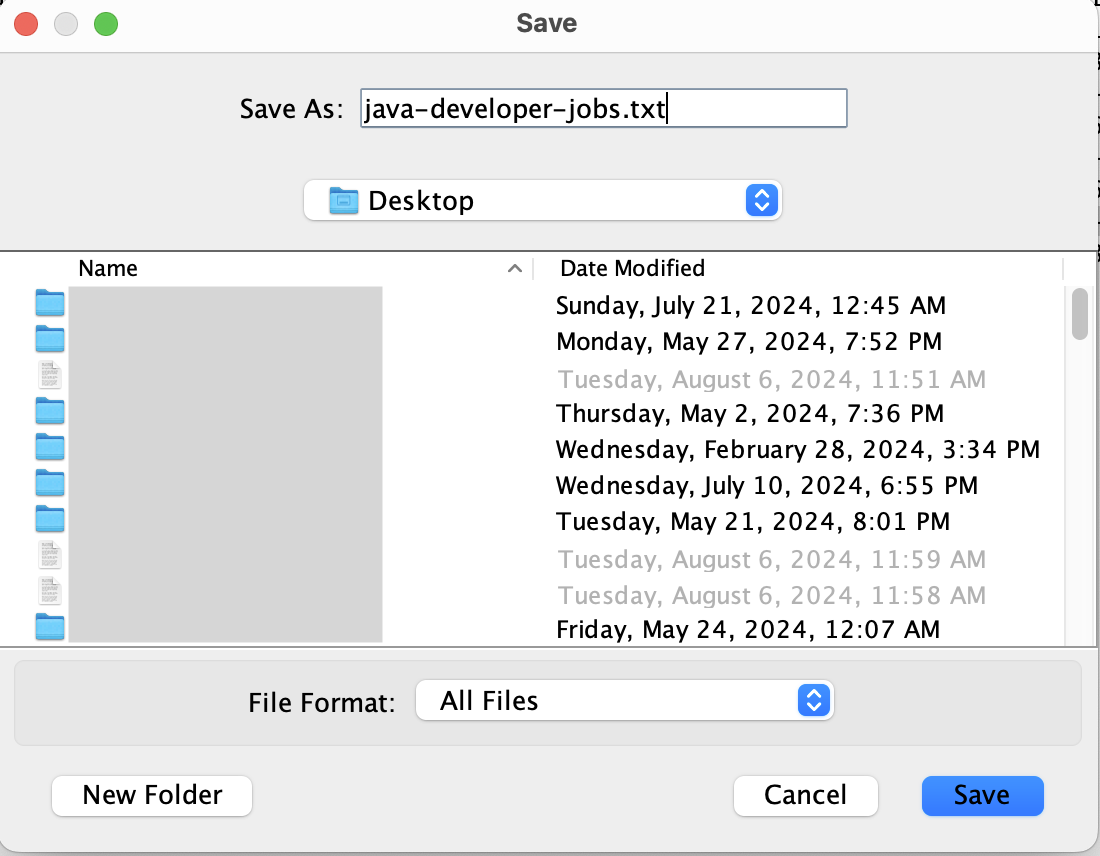 Save
Save As: java-developer-jobs.txt
Desktop
Name Date Modified
Sunday, July 21, 2024, 12:45 AM
Monday, May 27, 2024, 7:52 PM
Tuesday, August 6, 2024, 11:51 AM
Thursday, May 2, 2024, 7:36 PM
Wednesday, February 28, 2024, 3:34 PM
Wednesday, July 10, 2024, 6:55 PM
Tuesday, May 21, 2024, 8:01 PM
Tuesday, August 6, 2024, 11:59 AM
Tuesday, August 6, 2024, 11:58 AM
Friday, May 24, 2024, 12:07 AM
File Format: All Files
New Folder Cancel Save